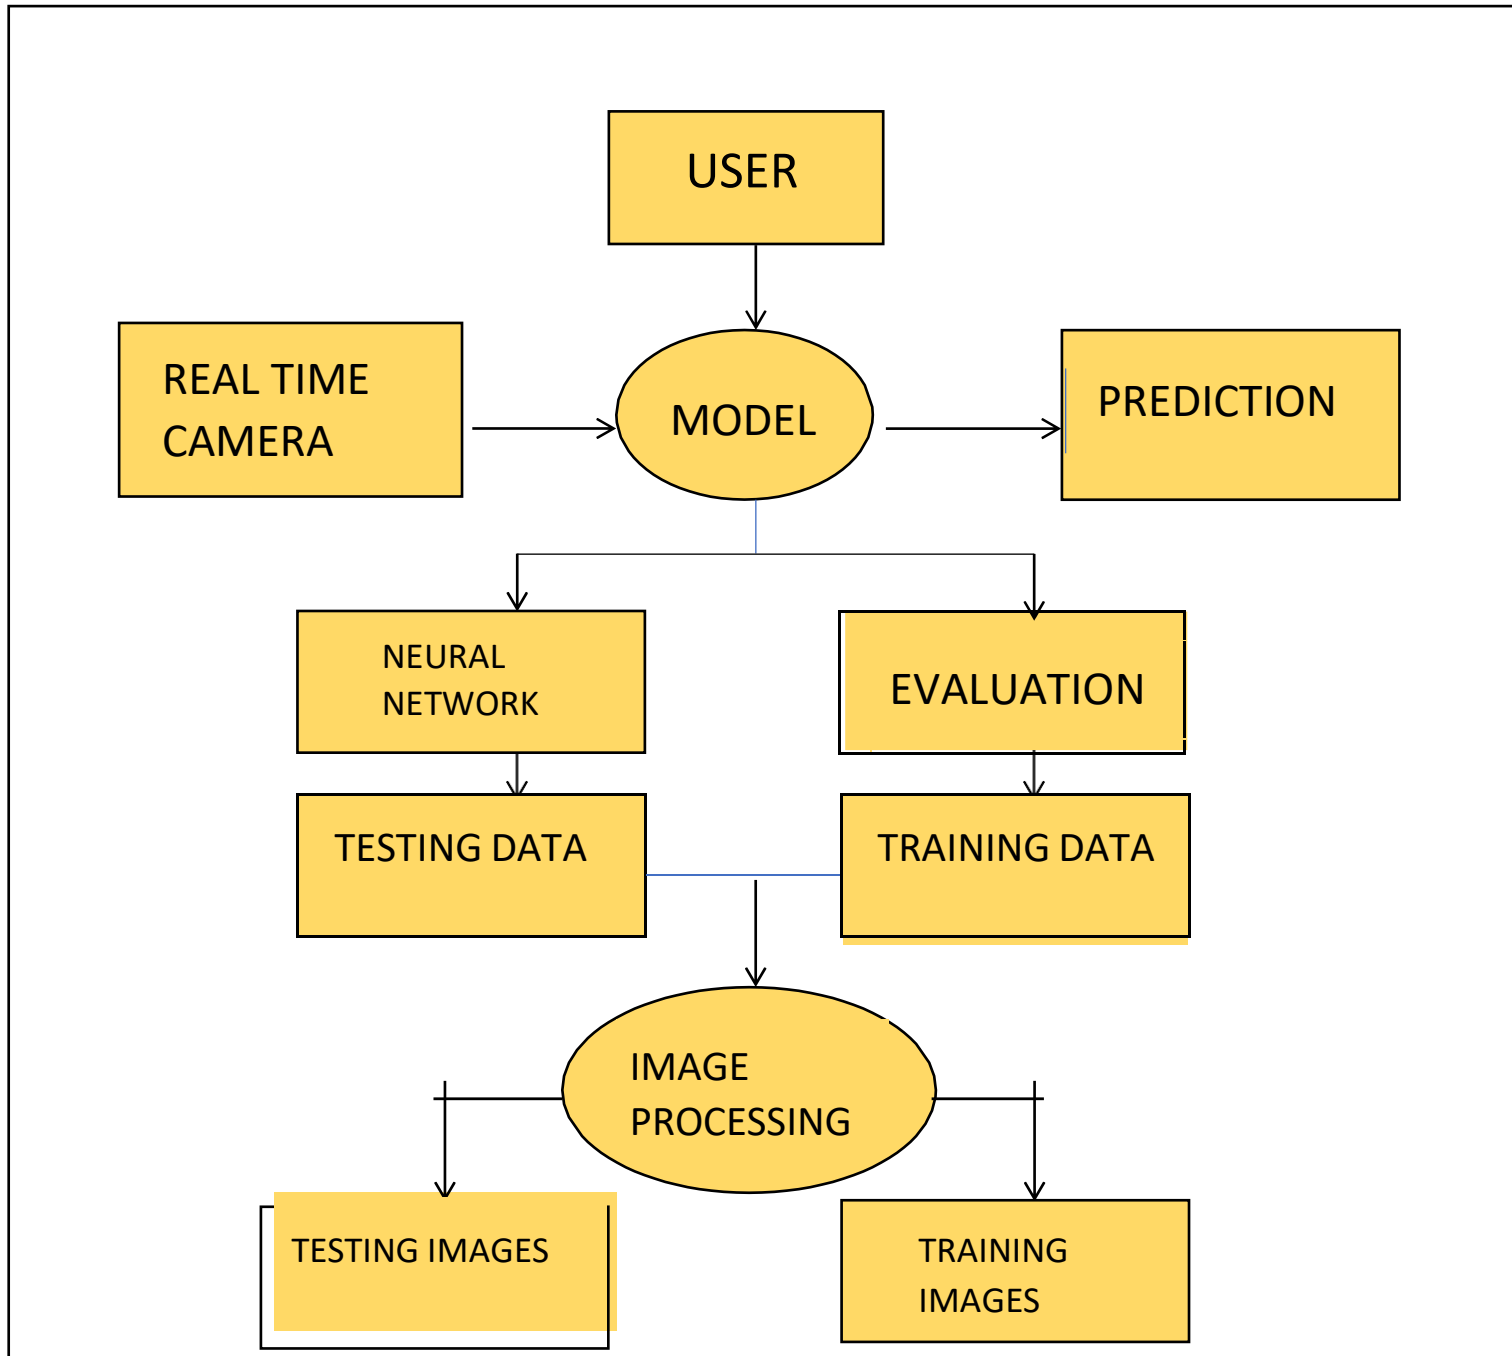 USER
REAL TIME
CAMERA
MODEL
PREDICTION
NEURAL
NETWORK
EVALUATION
TESTING DATA
TRAINING DATA
IMAGE
PROCESSING
TESTING IMAGES
TRAINING
IMAGES